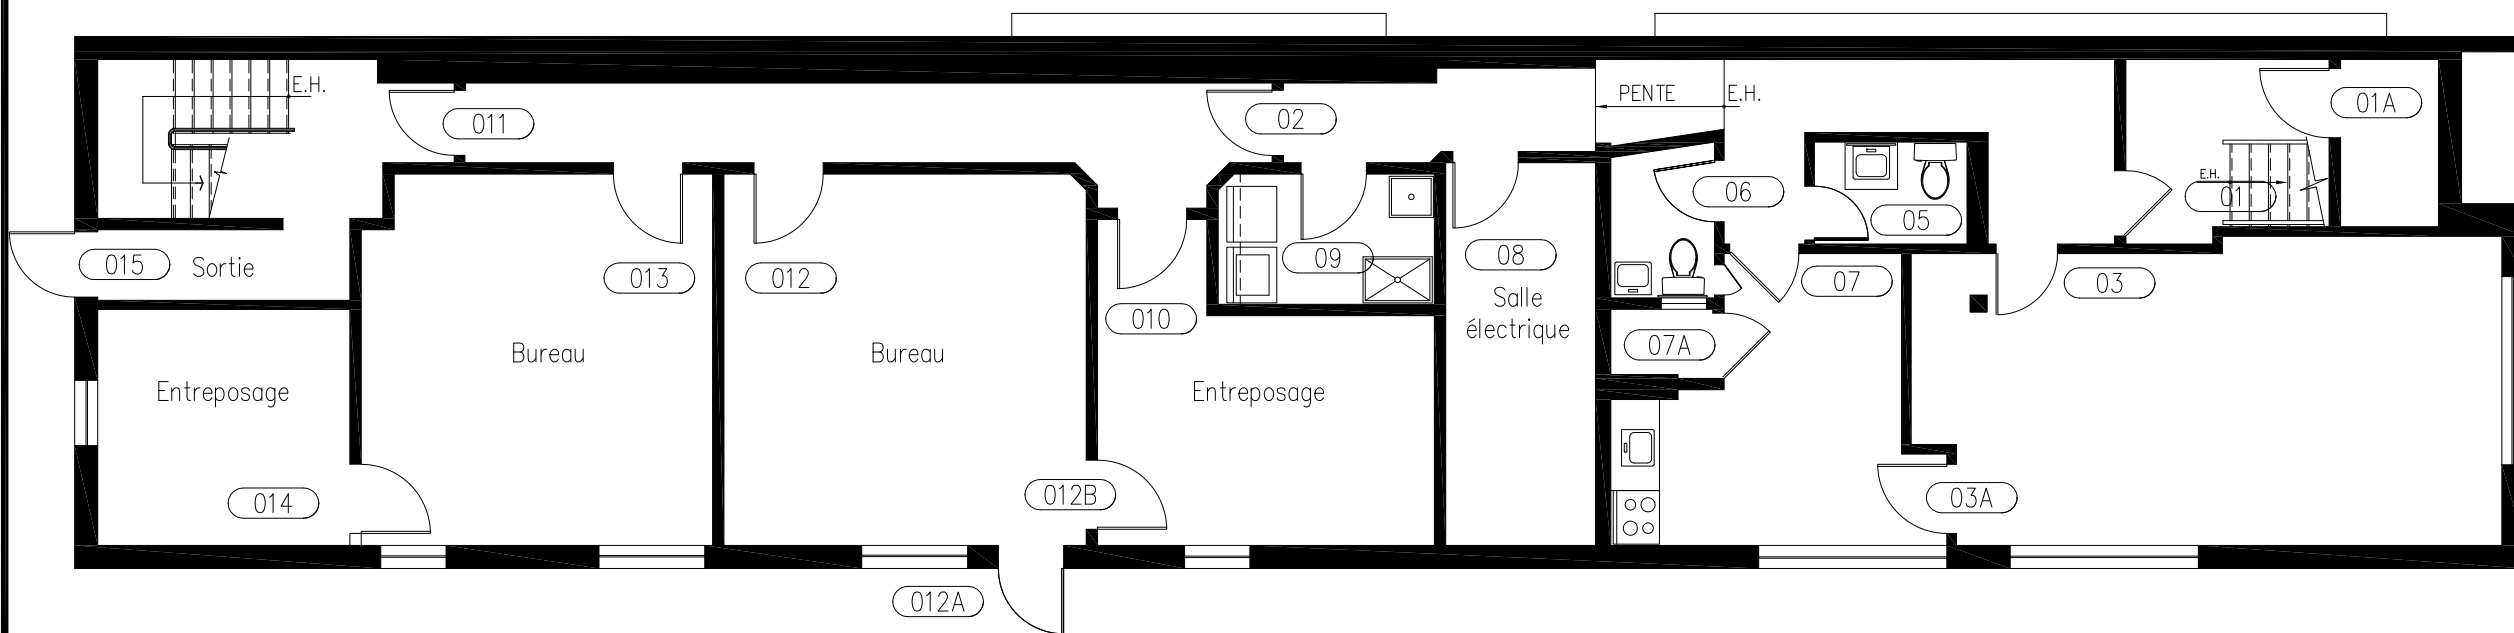 PENTE
E.H.
E.H.
01A
011
02
06
E.H.
01
05
015
Sortie
013
012
09
08
07
03
Salle
électrique
010
07A
Bureau
Bureau
Entreposage
Entreposage
014
012B
03A
012A